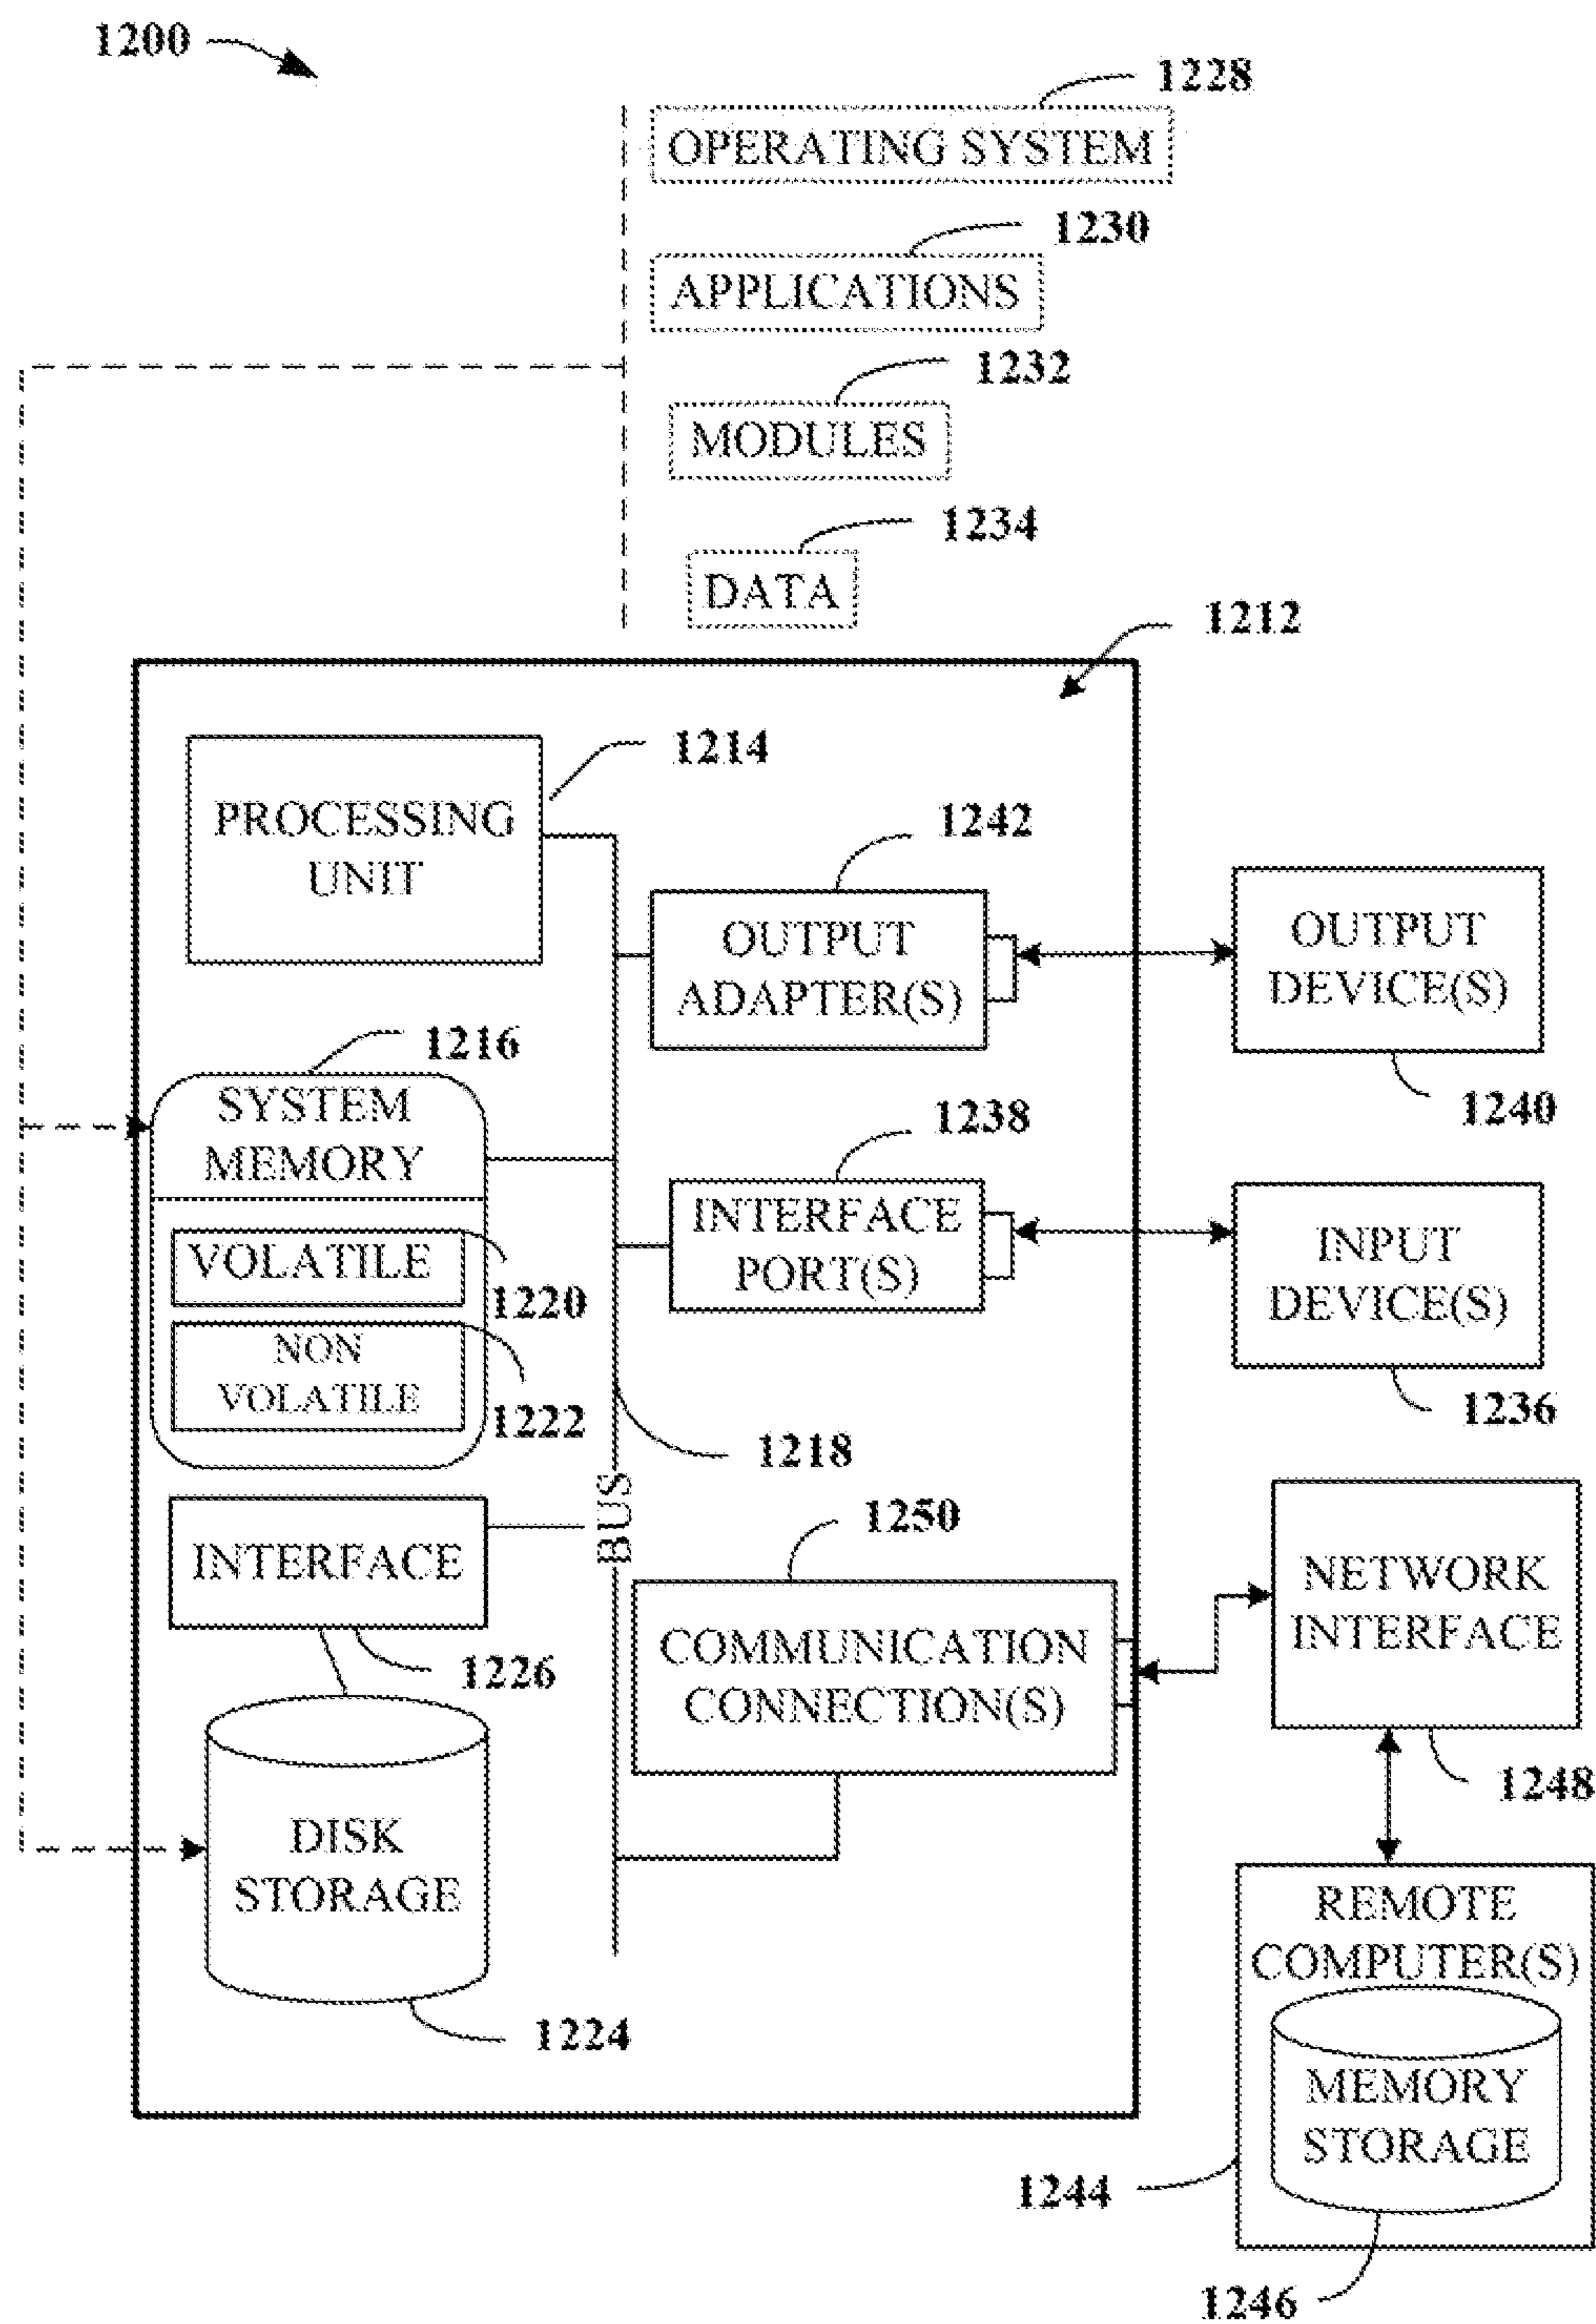 1200
1228
OPERATING SYSTEM
1230
APPLICATIONS
1232
MODULES
1234
DATA
1212
1214
PROCESSING
UNIT
1242
OUTPUT
ADAPTER(S)
OUTPUT
DEVICE(S)
1240
1216
SYSTEM
MEMORY
VOLATILE
1220
NON
VOLATILE
1222
1238
INTERFACE
PORT(S)
INPUT
DEVICE(S)
1236
1218
BUS
INTERFACE
1226
1250
COMMUNICATION
CONNECTION(S)
NETWORK
INTERFACE
1248
DISK
STORAGE
1224
REMOTE
COMPUTER(S)
MEMORY
STORAGE
1244
1246